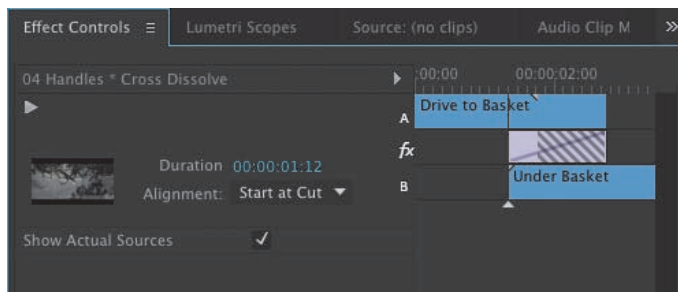 Effect Controls ≡ Lumetri Scopes Source: (no clips) Audio Clip M »
04 Handles * Cross Dissolve
:00:00 00:00:02:00
A Drive to Basket
fx
Duration 00:00:01:12
B Under Basket
Alignment: Start at Cut
Show Actual Sources